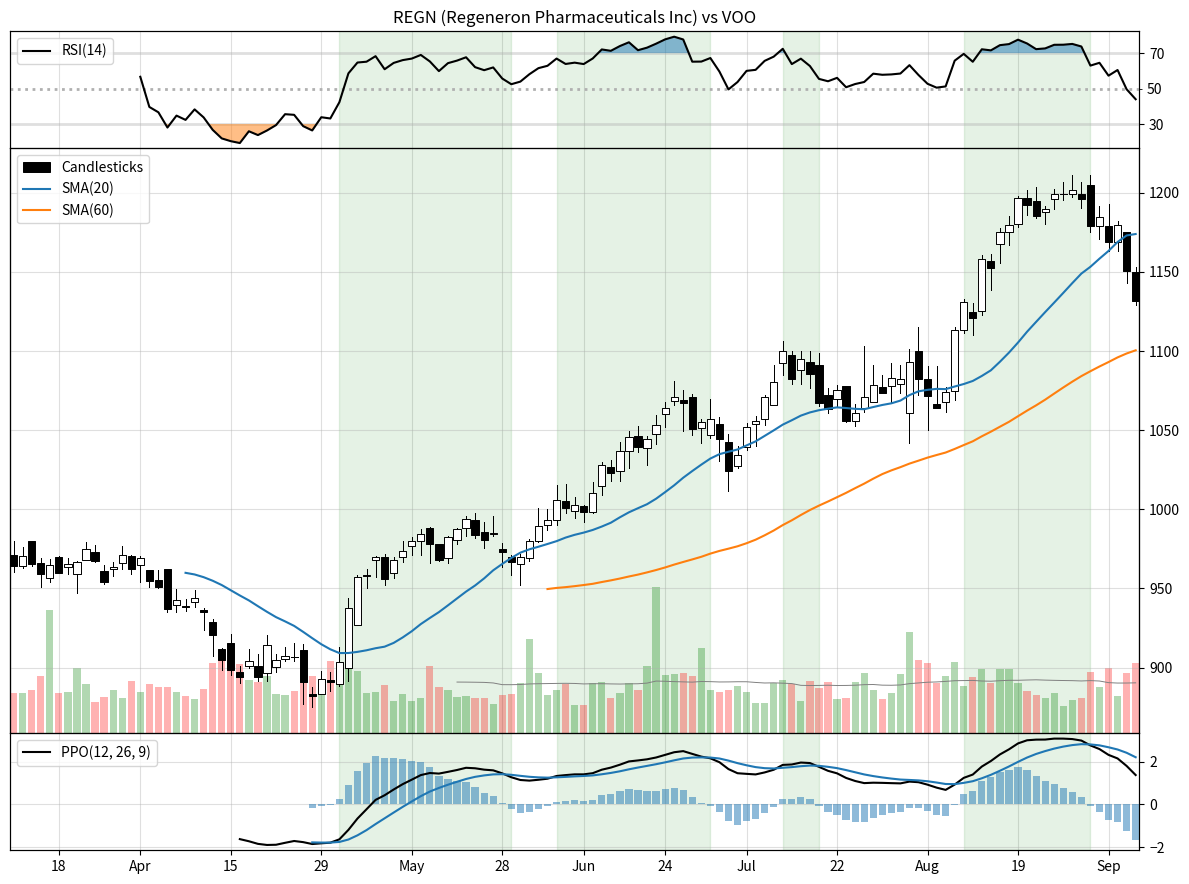 REGN (Regeneron Pharmaceuticals Inc) vs VOO
RSI(14)
70
50
30
Candlesticks
SMA(20)
SMA(60)
1200
1150
1100
1050
1000
950
900
PPO(12, 26, 9)
2
0
−2
18 Apr 15 29 May 28 Jun 24 Jul 22 Aug 19 Sep